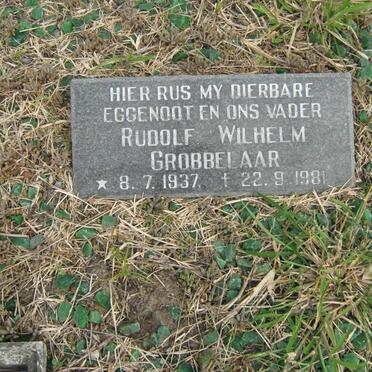 HIER RUS MY DIERBARE
EGGENOOT EN ONS VADER
RUDOLF WILHELM
GROBBELAAR
* 8.7.1937. + 22.9.1981